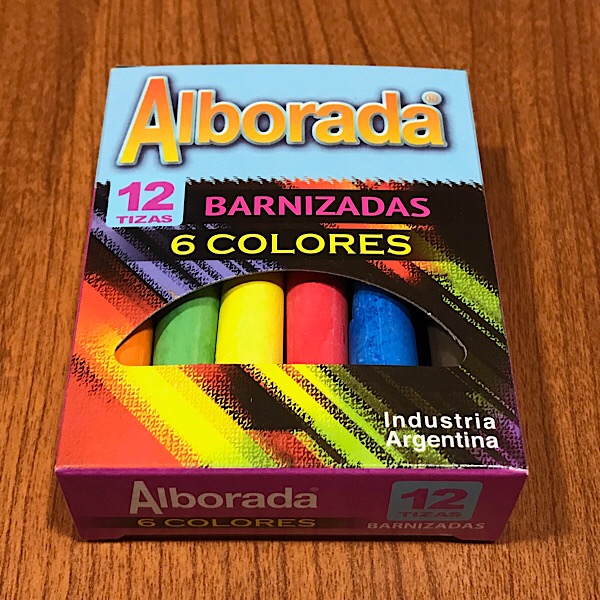 Alborada®
12
TIZAS
BARNIZADAS
6 COLORES
Industria
Argentina
Alborada®
6 COLORES
12
TIZAS
BARNIZADAS